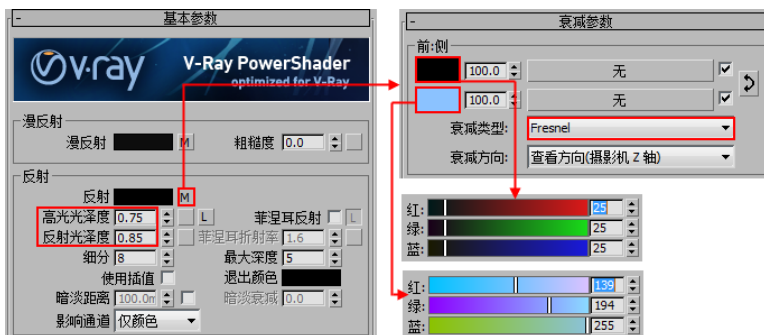 基本参数
v·ray
V-Ray PowerShader
optimized for V-Ray
漫反射
漫反射 M 粗糙度 0.0
反射
反射 M
高光光泽度 0.75 L 菲涅耳反射 L
反射光泽度 0.85 菲涅耳折射率 1.6
细分 8 最大深度 5
使用插值 退出颜色
暗淡距离 100.0m 暗淡衰减 0.0
影响通道 仅颜色
衰减参数
前:侧
100.0 无
100.0 无
衰减类型: Fresnel
衰减方向: 查看方向(摄影机 Z 轴)
红: 25
绿: 25
蓝: 25
红: 139
绿: 194
蓝: 255